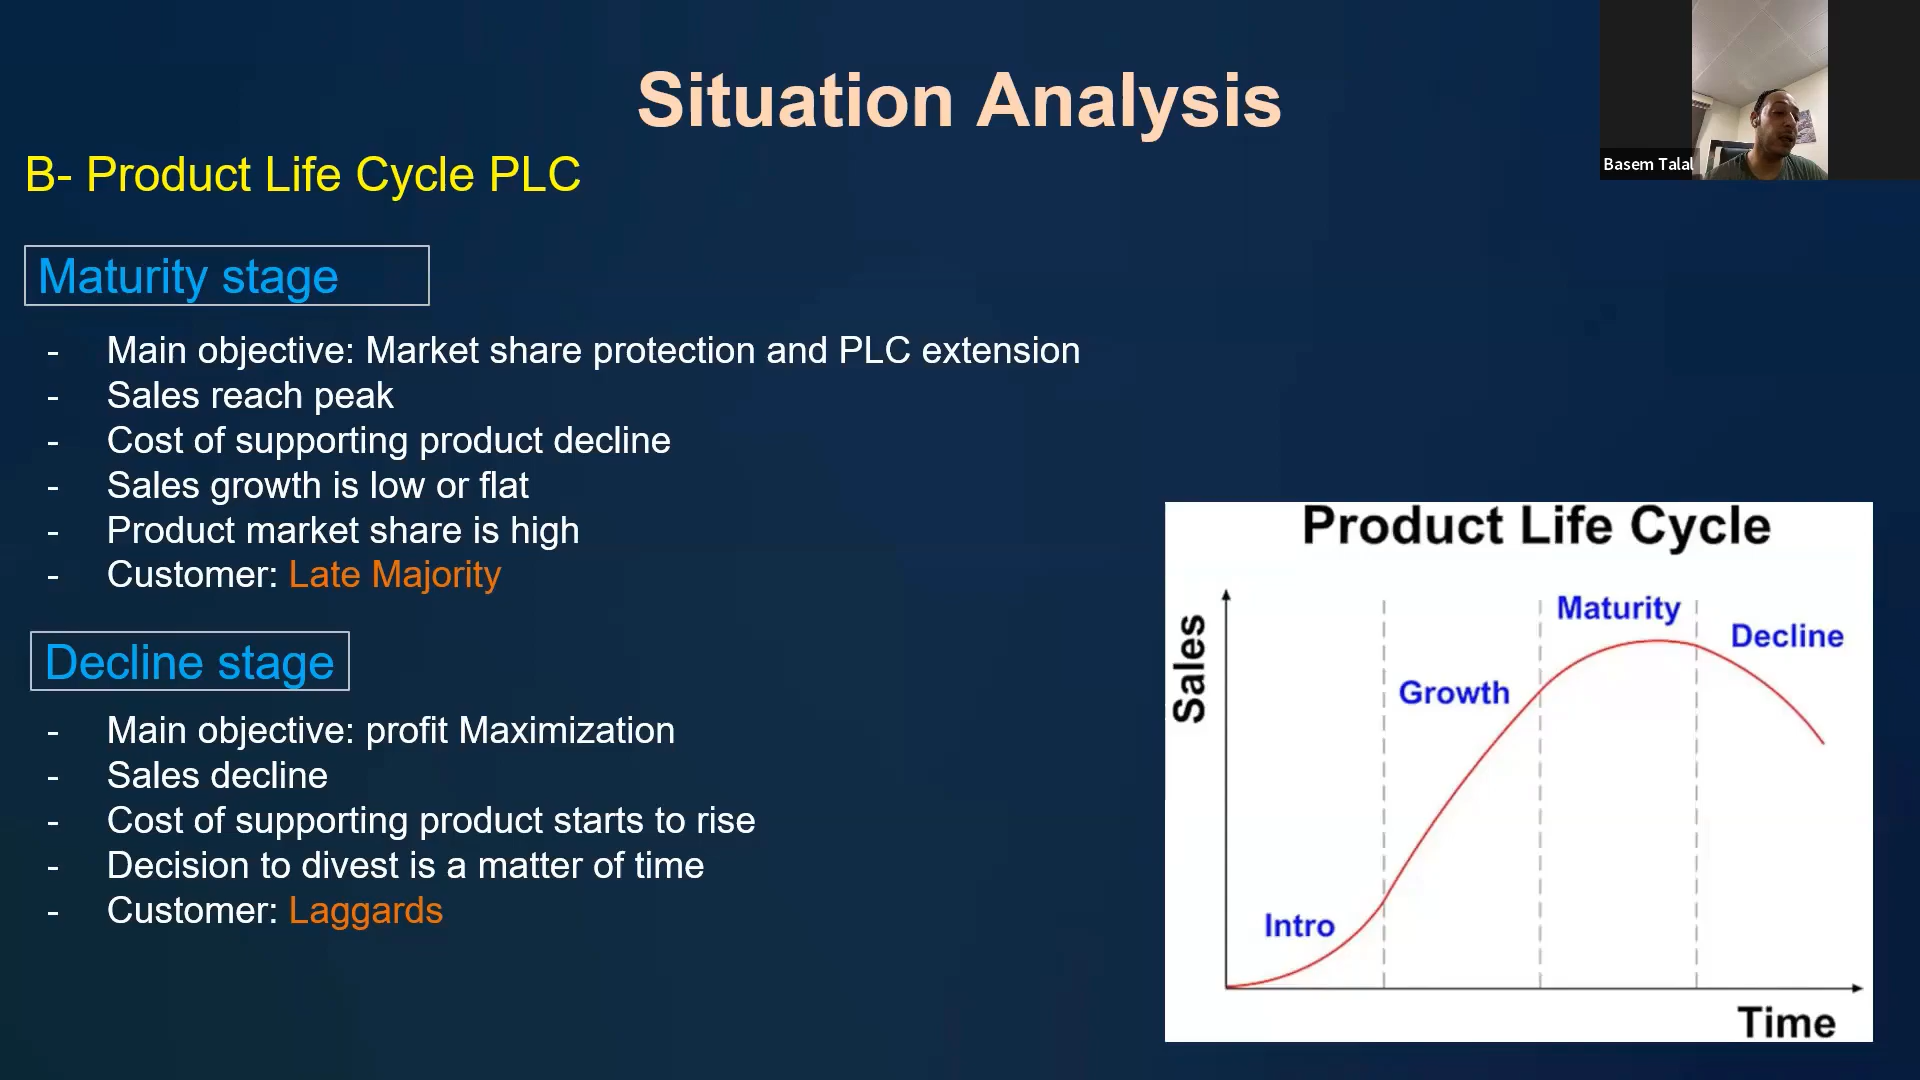 Situation Analysis
Basem Talal
B- Product Life Cycle PLC
Maturity stage
- Main objective: Market share protection and PLC extension
- Sales reach peak
- Cost of supporting product decline
- Sales growth is low or flat
- Product market share is high
- Customer: Late Majority
Decline stage
- Main objective: profit Maximization
- Sales decline
- Cost of supporting product starts to rise
- Decision to divest is a matter of time
- Customer: Laggards
Product Life Cycle
Sales
Intro
Growth
Maturity
Decline
Time